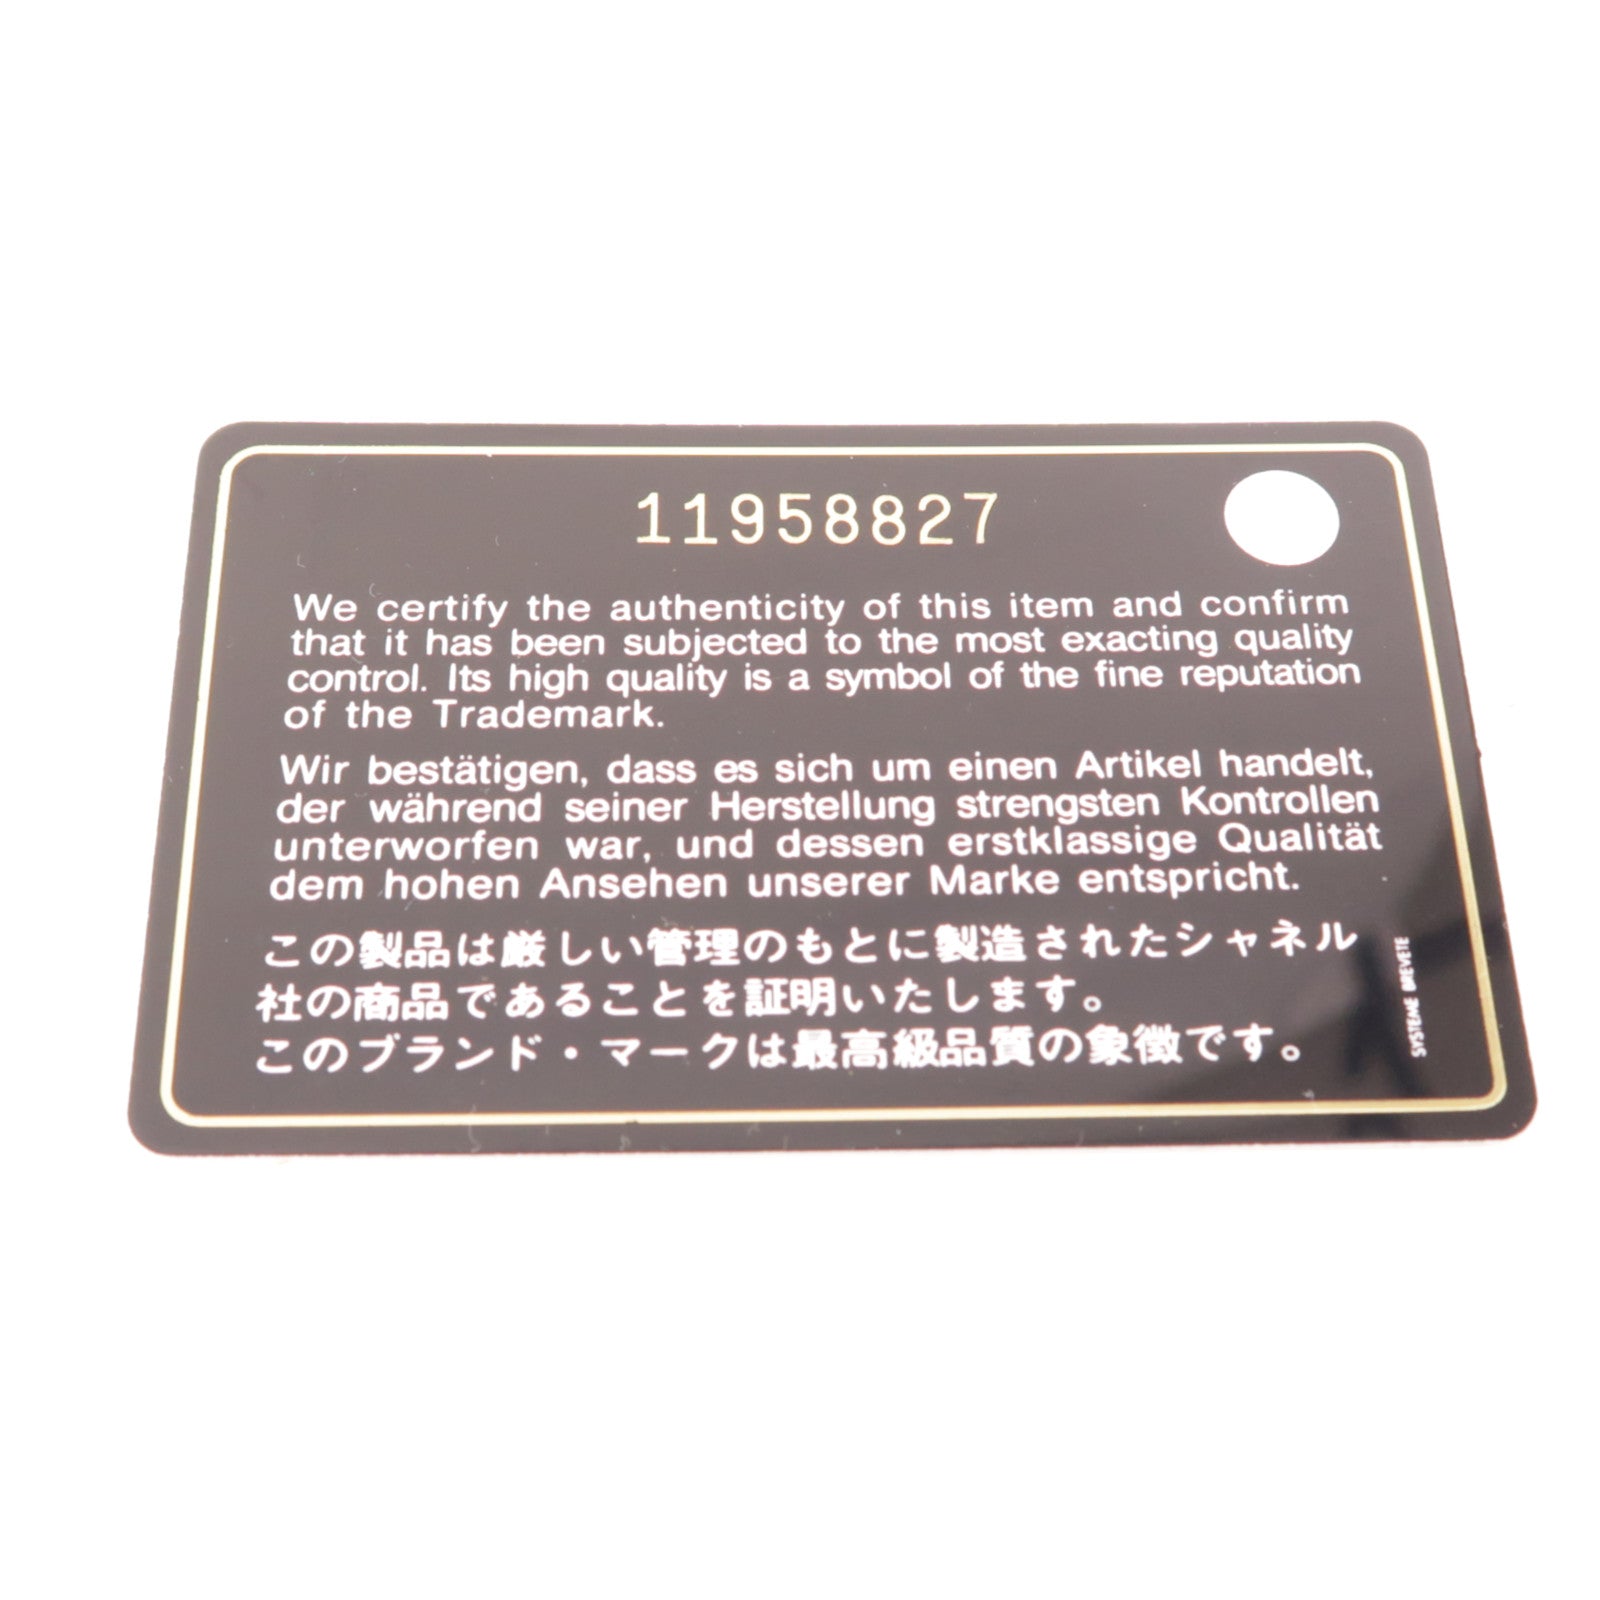 11958827
We certify the authenticity of this item and confirm
that it has been subjected to the most exacting quality
control. Its high quality is a symbol of the fine reputation
of the Trademark.
Wir bestätigen, dass es sich um einen Artikel handelt,
der während seiner Herstellung strengsten Kontrollen
unterworfen war, und dessen erstklassige Qualität
dem hohen Ansehen unserer Marke entspricht.
この製品は厳しい管理のもとに製造されたシャネル
社の商品であることを証明いたします。
このブランド・マークは最高級品質の象徴です。
SYSTEME BREVETE